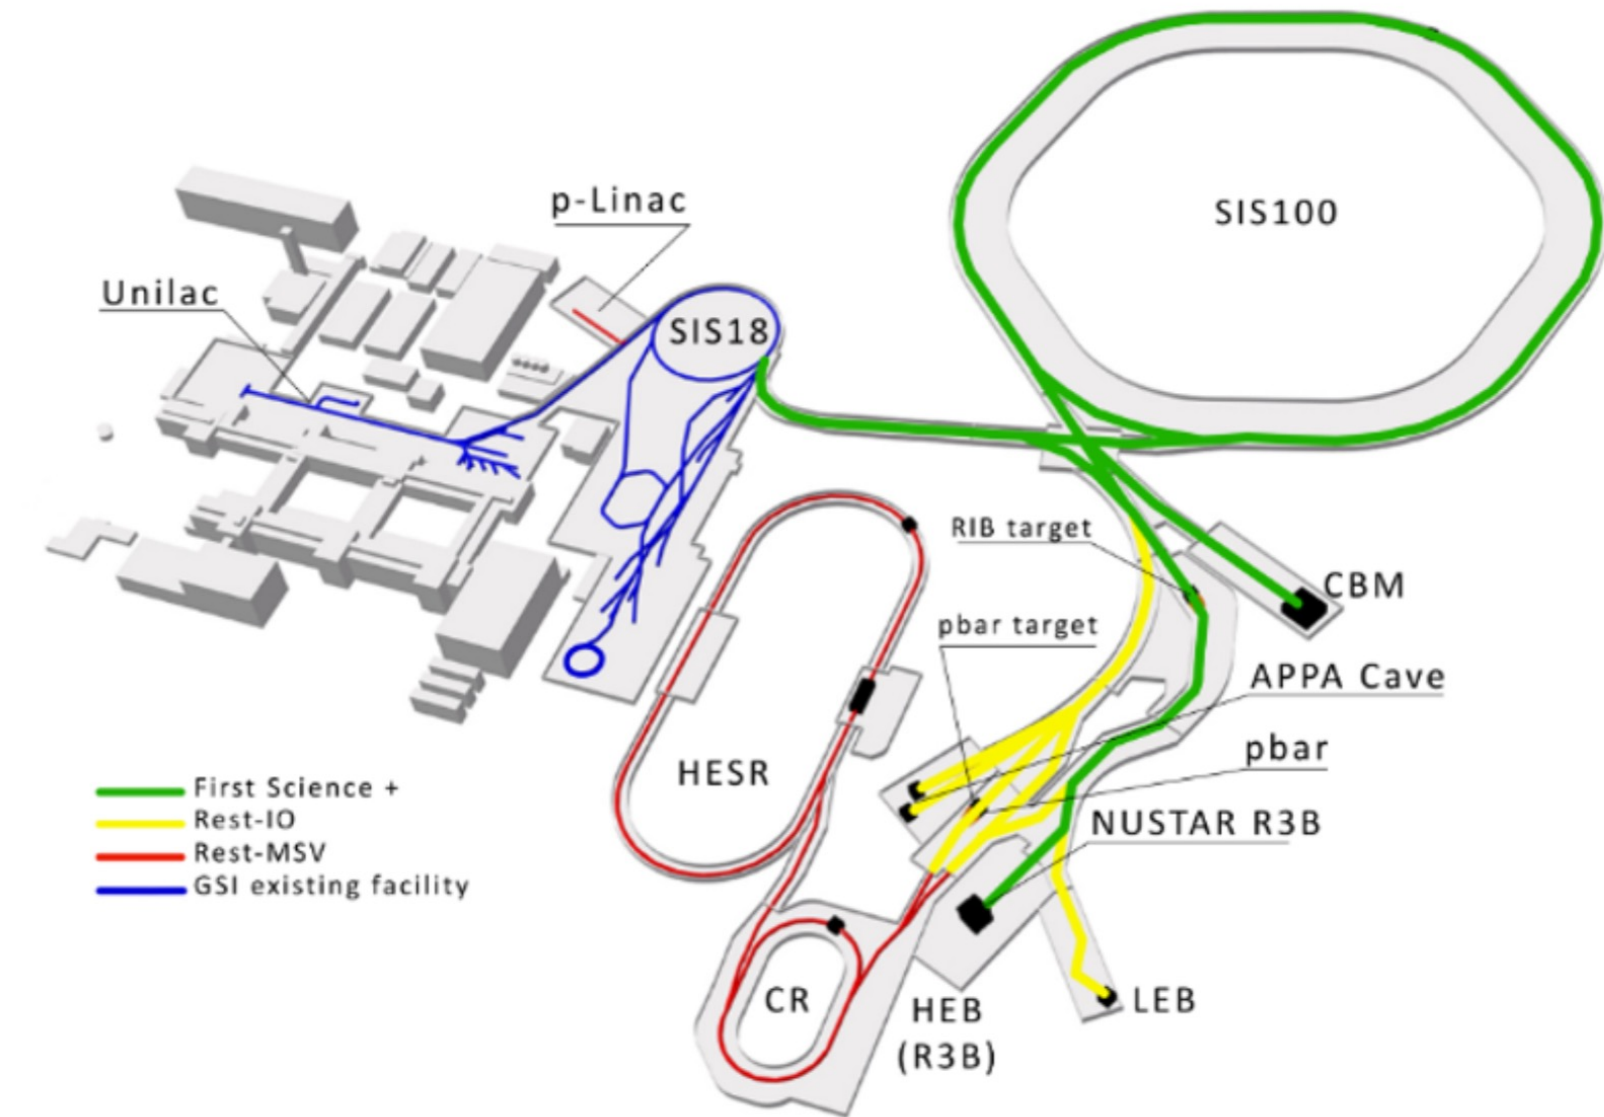 SIS100
p-Linac
Unilac
SIS18
RIB target
CBM
pbar target
APPA Cave
pbar
HESR
NUSTAR R3B
First Science +
Rest-IO
Rest-MSV
GSI existing facility
CR
HEB
(R3B)
LEB